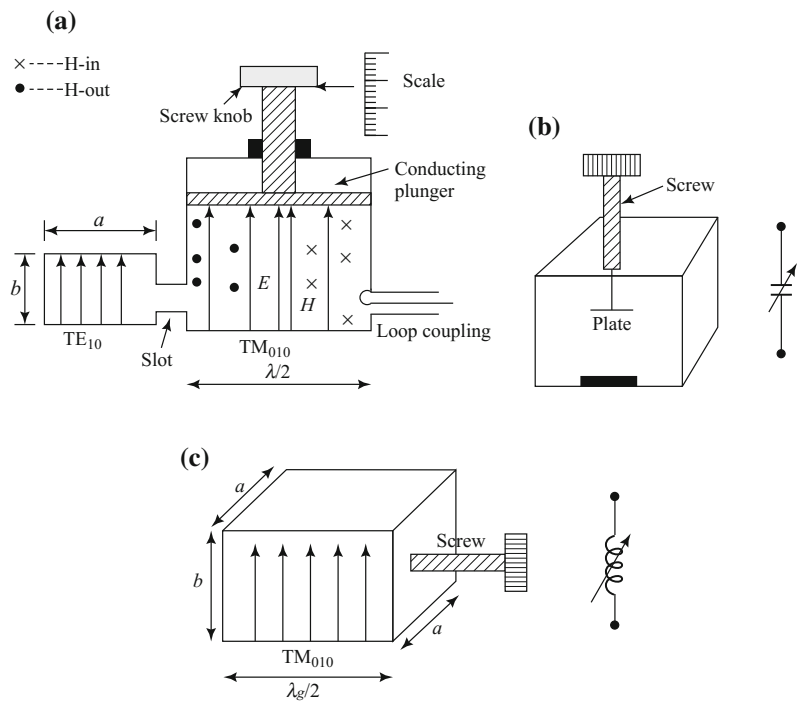 (a)
× ----H-in
● ----H-out
Screw knob
Scale
Conducting
plunger
a
b
E
H
TE10
Slot
TM010
λ/2
Loop coupling
(b)
Screw
Plate
(c)
a
b
Screw
a
TM010
λg/2